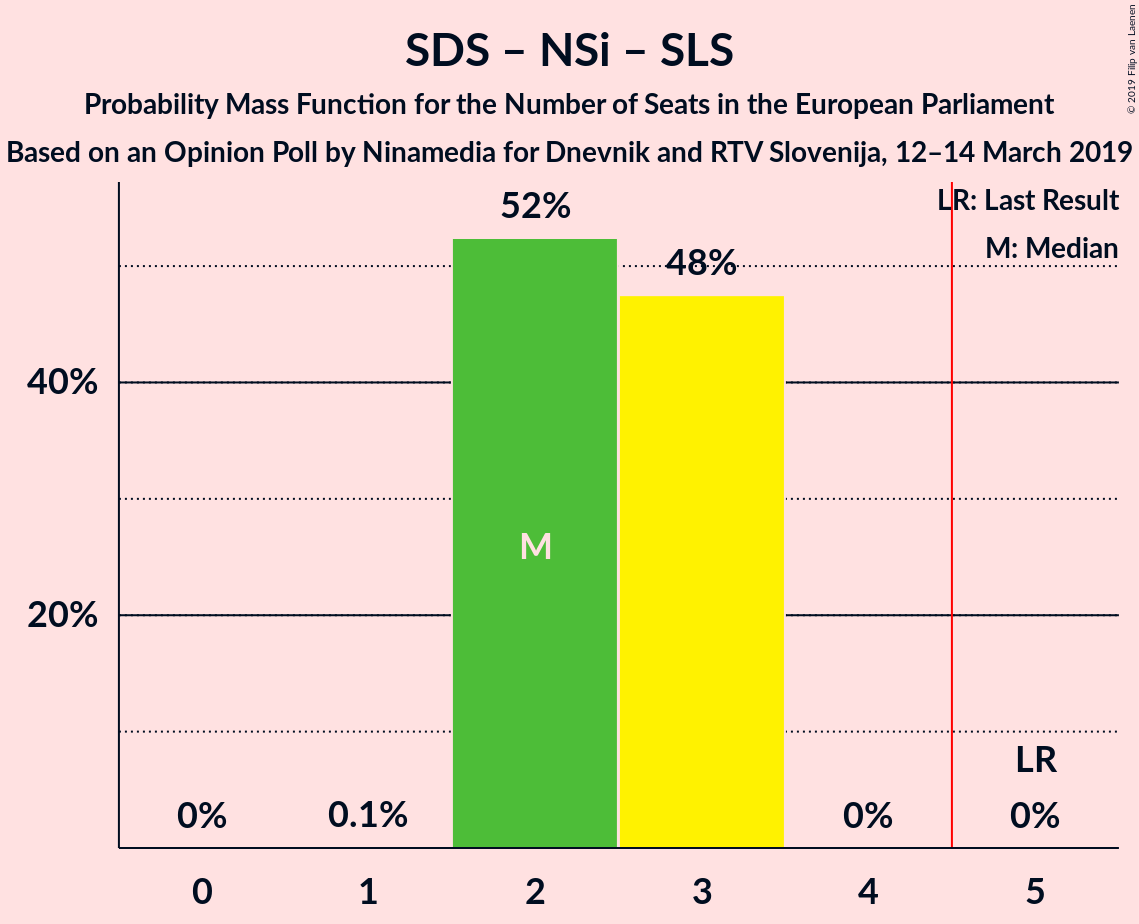 SDS – NSi – SLS
Probability Mass Function for the Number of Seats in the European Parliament
Based on an Opinion Poll by Ninamedia for Dnevnik and RTV Slovenija, 12–14 March 2019
© 2019 Filip van Laenen
LR: Last Result
M: Median
52%
48%
40%
20%
M
LR
0%
0.1%
0%
0%
0
1
2
3
4
5